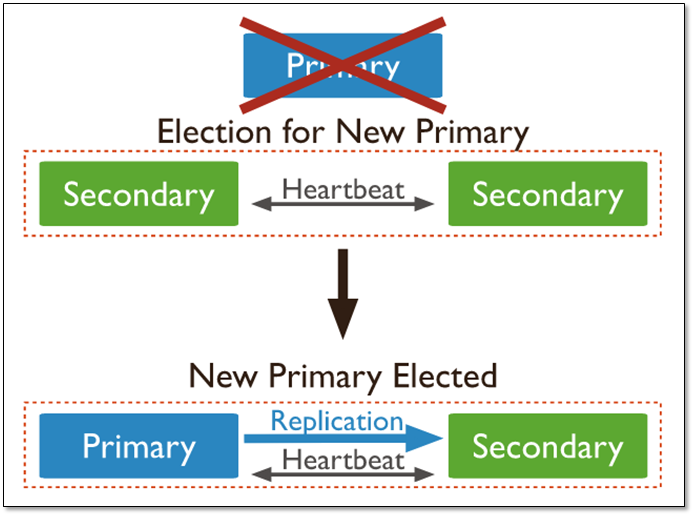 Primary
Election for New Primary
Secondary
Heartbeat
Secondary
New Primary Elected
Primary
Replication
Heartbeat
Secondary